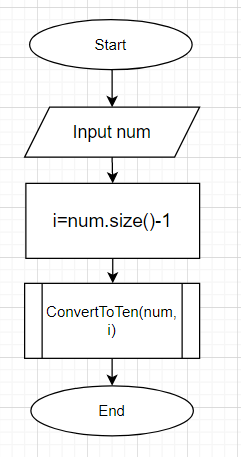 Start
Input num
i=num.size()-1
ConvertToTen(num,
i)
End